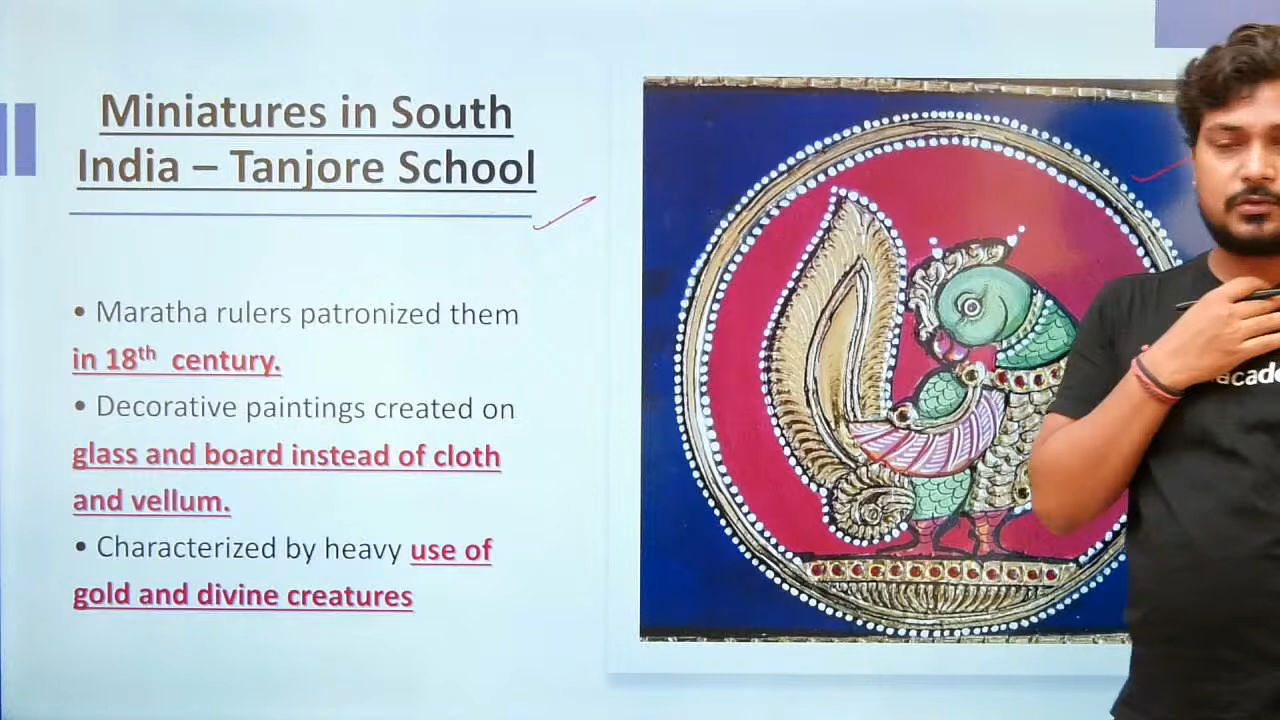 Miniatures in South
India – Tanjore School
• Maratha rulers patronized them
in 18th century.
• Decorative paintings created on
glass and board instead of cloth
and vellum.
• Characterized by heavy use of
gold and divine creatures